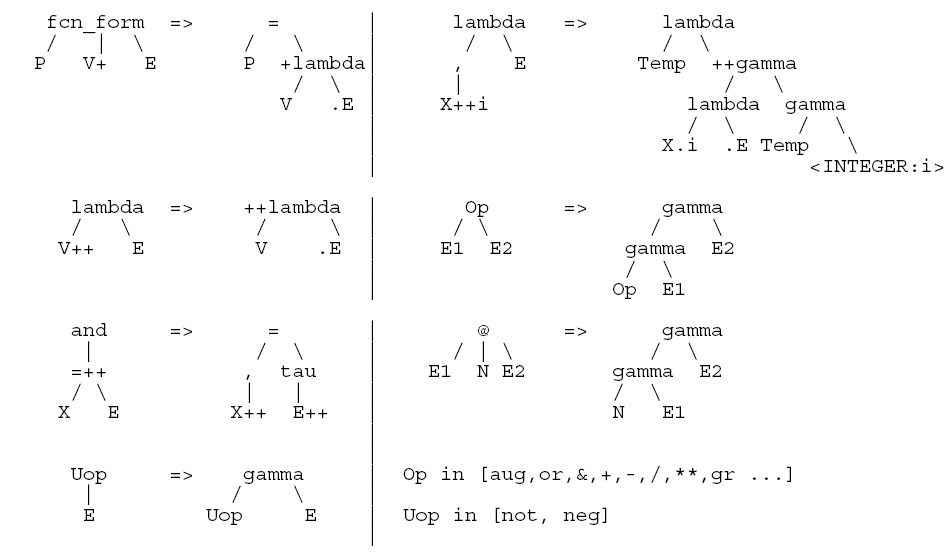 fcn_form => = lambda => lambda
P V+ E P +lambda , E Temp ++gamma
V .E X++i lambda gamma
X.i .E Temp
<INTEGER:i>
lambda => ++lambda Op => gamma
V++ E V .E E1 E2 gamma E2
Op E1
and => = @ => gamma
=++ , tau E1 N E2 gamma E2
X E X++ E++ N E1
Uop => gamma Op in [aug,or,&,+,-,/,**,gr ...]
E Uop E Uop in [not, neg]